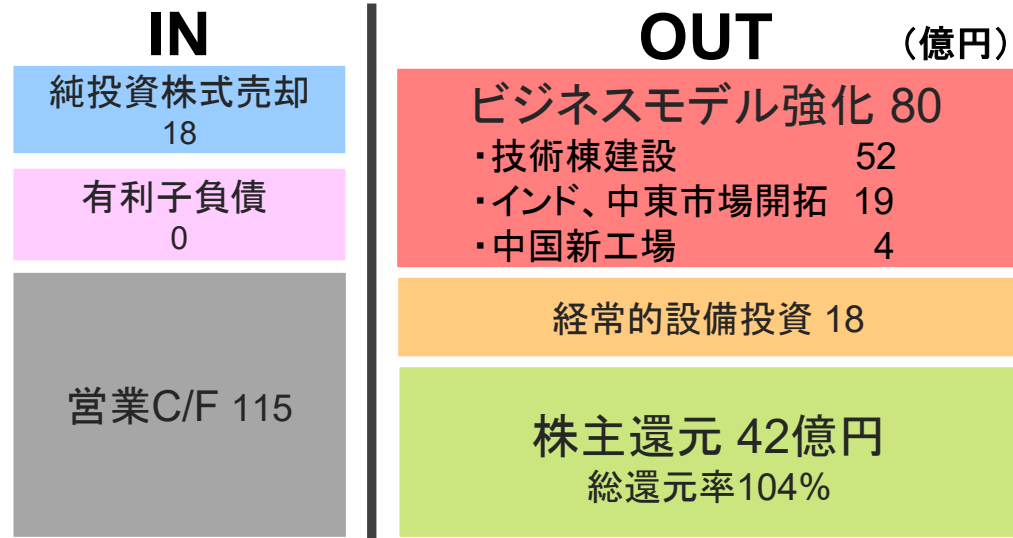 IN
純投資株式売却
18
有利子負債
0
営業C/F 115
OUT
（億円）
ビジネスモデル強化 80
・技術棟建設 52
・インド、中東市場開拓 19
・中国新工場 4
経常的設備投資 18
株主還元 42億円
総還元率104%